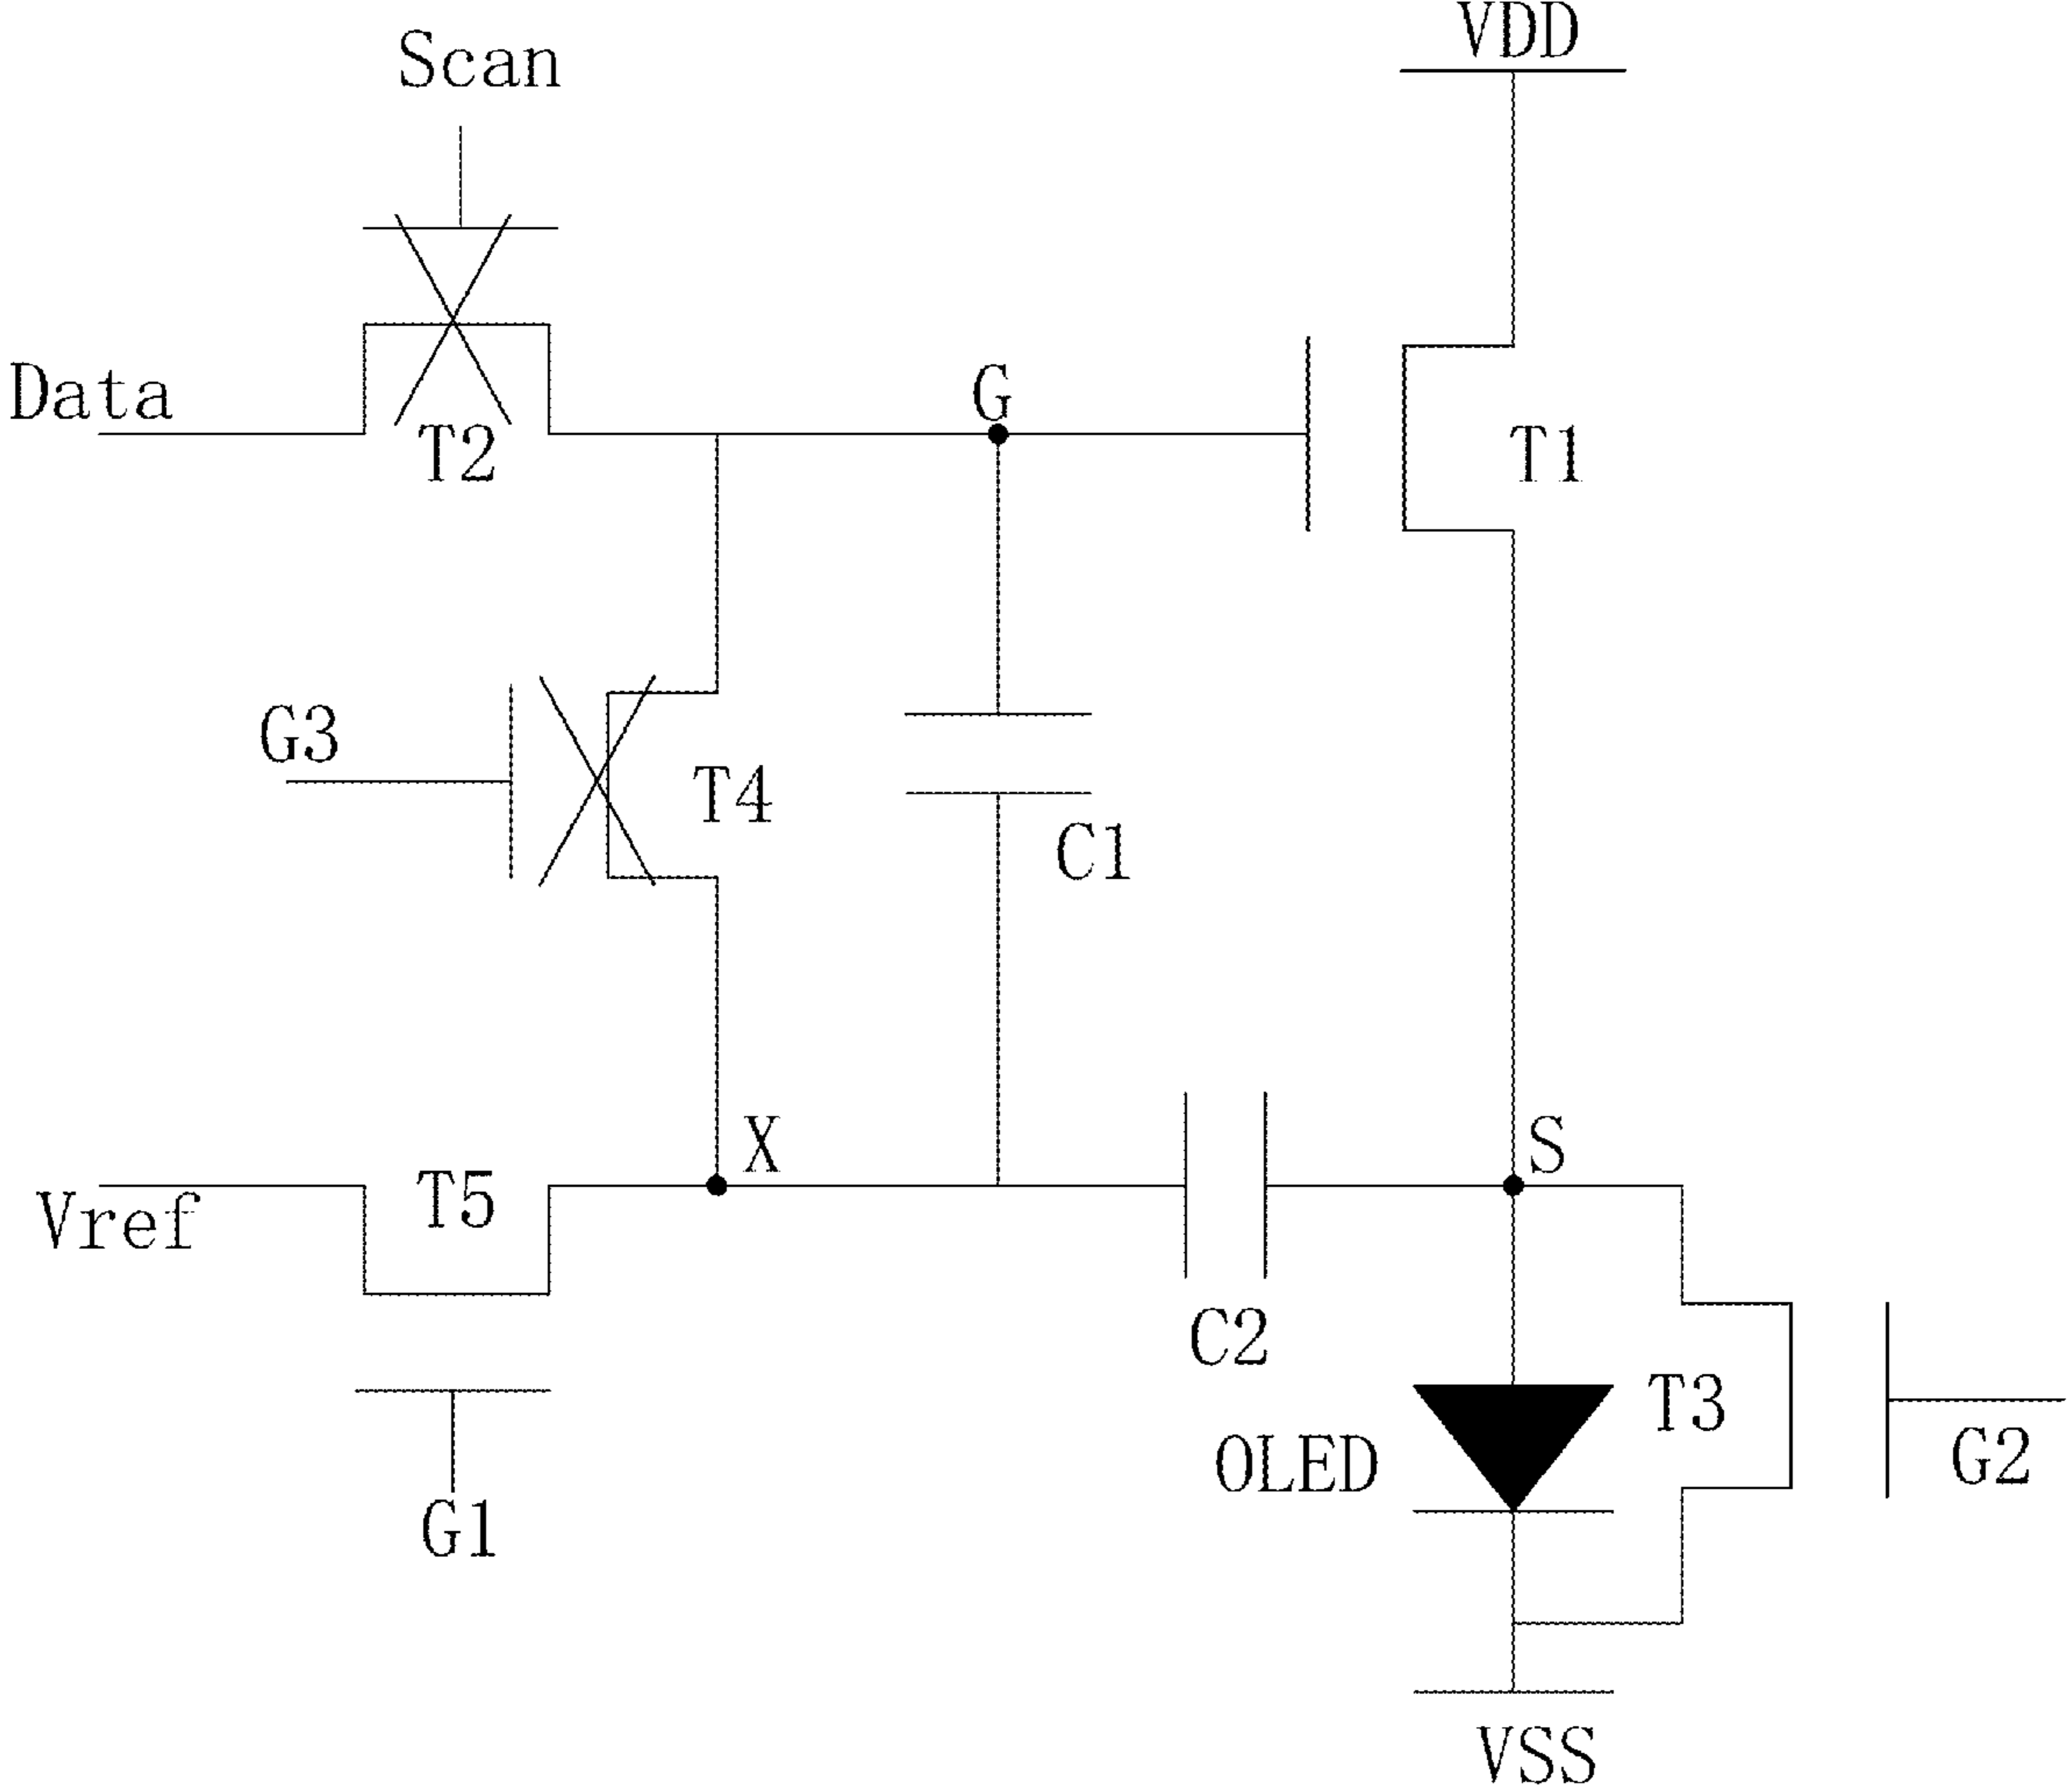 VDD
Scan
Data
T2
G
T1
G3
T4
C1
X
S
Vref
T5
C2
T3
OLED
G2
G1
VSS